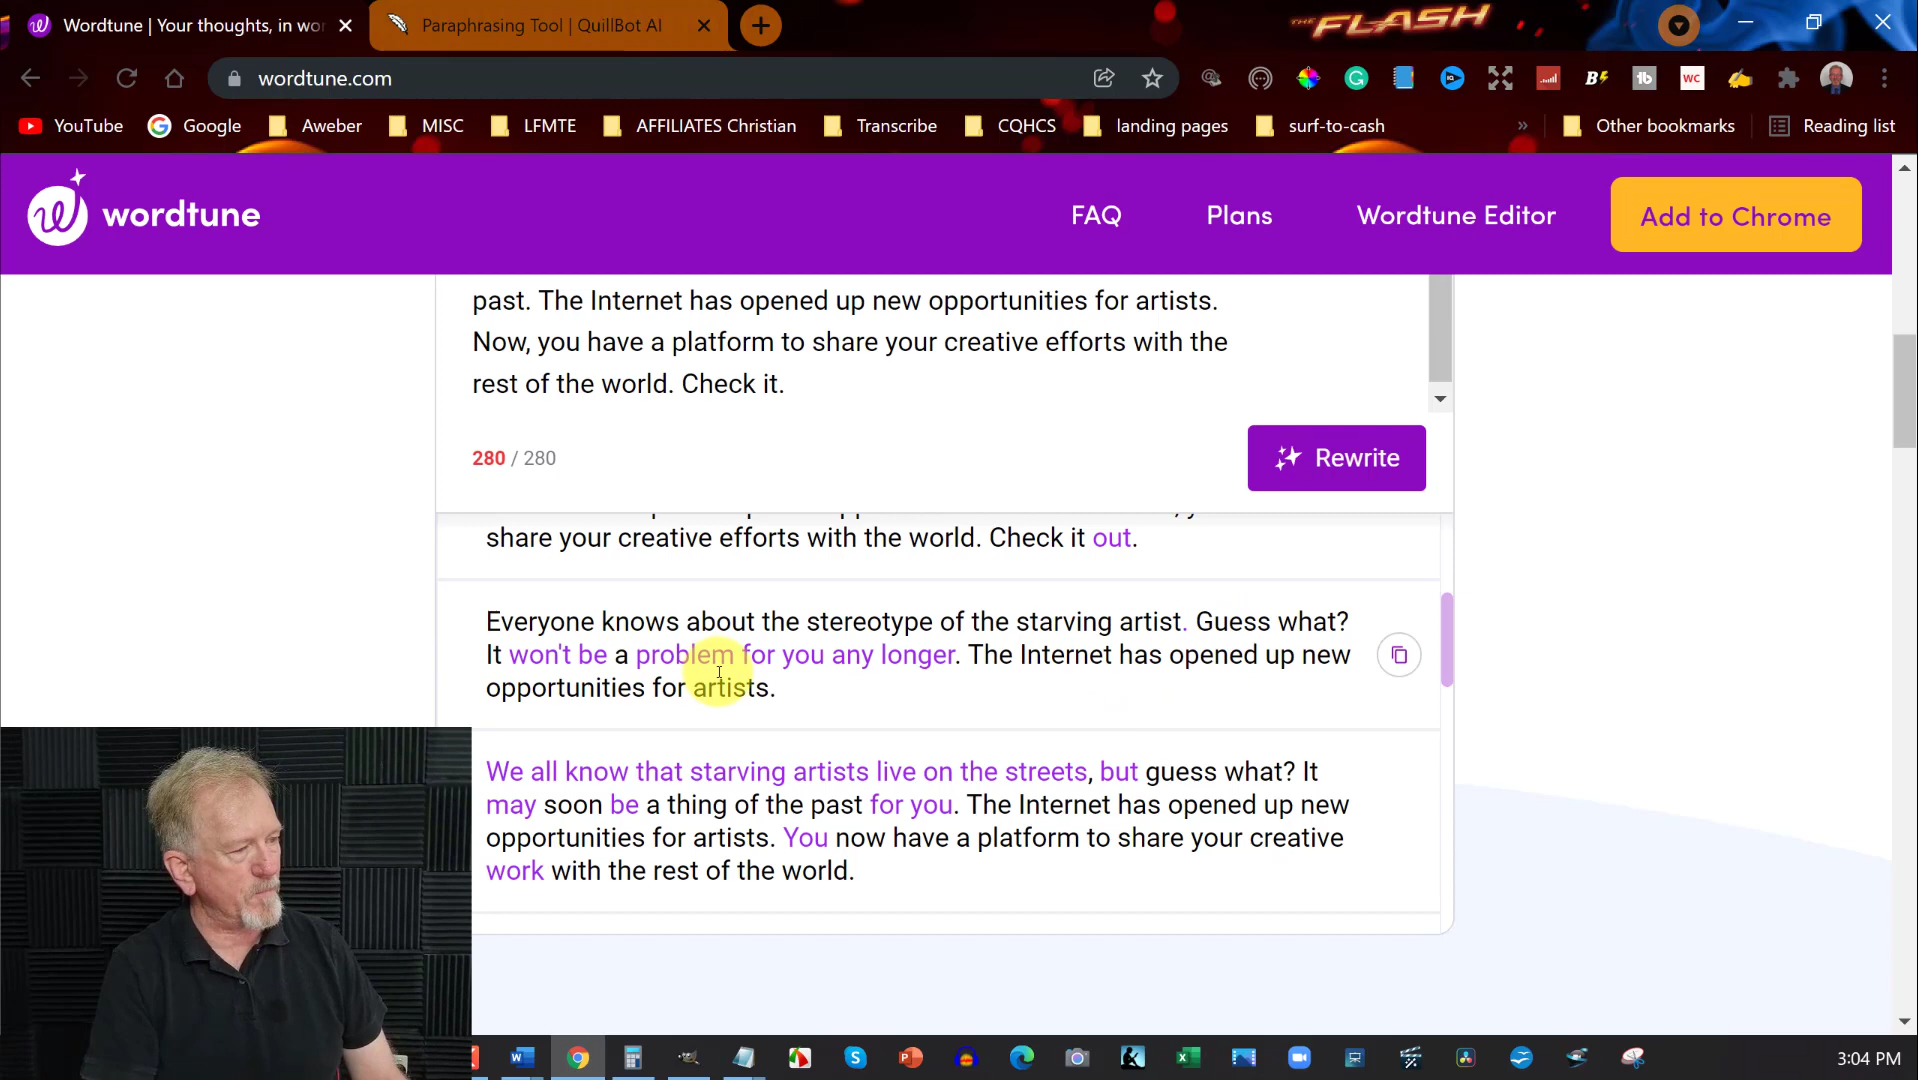 Wordtune | Your thoughts, in wor
Paraphrasing Tool | QuillBot AI
THE FLASH
wordtune.com
YouTube
Google
Aweber
MISC
LFMTE
AFFILIATES Christian
Transcribe
CQHCS
landing pages
surf-to-cash
»
Other bookmarks
Reading list
wordtune
FAQ
Plans
Wordtune Editor
Add to Chrome
past. The Internet has opened up new opportunities for artists.
Now, you have a platform to share your creative efforts with the
rest of the world. Check it.
280 / 280
Rewrite
share your creative efforts with the world. Check it out.
Everyone knows about the stereotype of the starving artist. Guess what?
It won't be a problem for you any longer. The Internet has opened up new
opportunities for artists.
We all know that starving artists live on the streets, but guess what? It
may soon be a thing of the past for you. The Internet has opened up new
opportunities for artists. You now have a platform to share your creative
work with the rest of the world.
3:04 PM